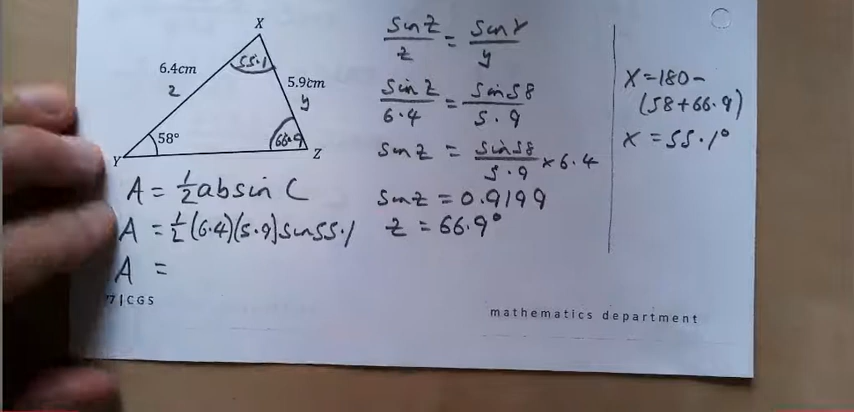 X
6.4cm
z
55.1
5.9cm
y
58°
66.9
Y
Z
A = ½ab sin C
A = ½(6.4)(5.9)sin55.1
A =
7 | CGS
sin Z / z = sin Y / y
sin Z / 6.4 = sin 58 / 5.9
sin Z = sin 58 / 5.9 × 6.4
sin Z = 0.9199
Z = 66.9°
X = 180 -
(58 + 66.9)
X = 55.1°
mathematics department